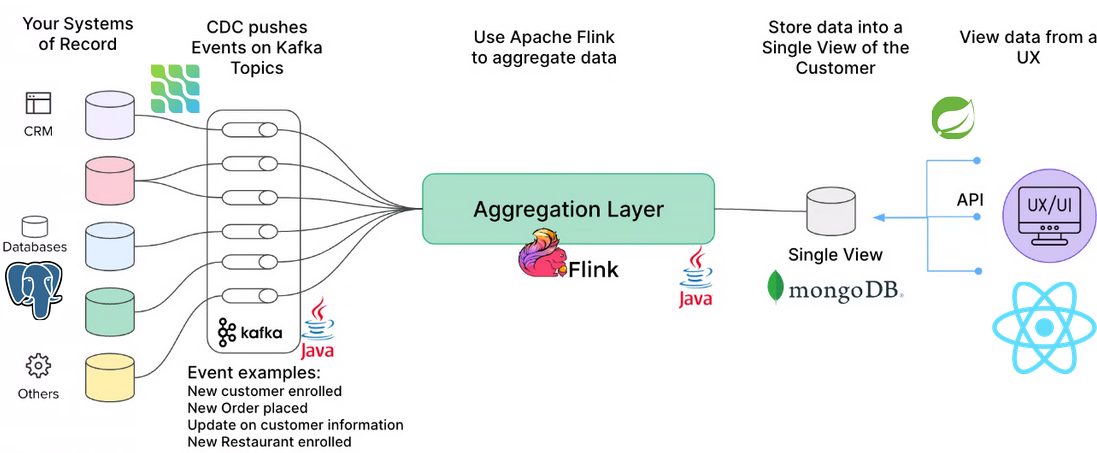 Your Systems
of Record
CDC pushes
Events on Kafka
Topics
Use Apache Flink
to aggregate data
Store data into a
Single View of the
Customer
View data from a
UX
CRM
Databases
Others
kafka
Java
Event examples:
New customer enrolled
New Order placed
Update on customer information
New Restaurant enrolled
Aggregation Layer
Flink
Java
Single View
mongoDB®
API
UX/UI